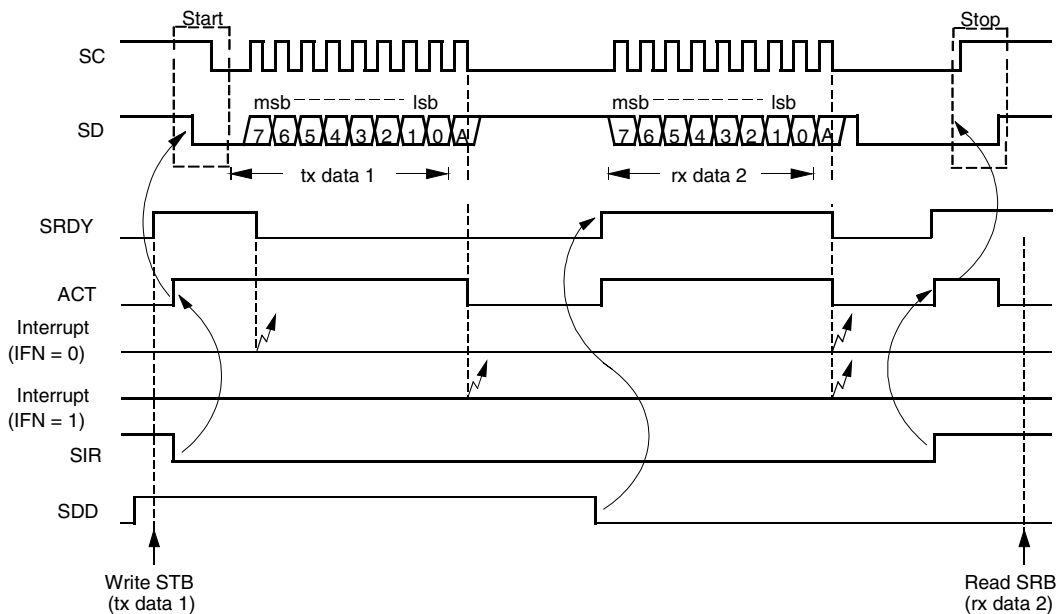 Start
Stop
SC
msb lsb msb lsb
SD
7 6 5 4 3 2 1 0 A 7 6 5 4 3 2 1 0 A
tx data 1 rx data 2
SRDY
ACT
Interrupt
(IFN = 0)
Interrupt
(IFN = 1)
SIR
SDD
Write STB
(tx data 1)
Read SRB
(rx data 2)